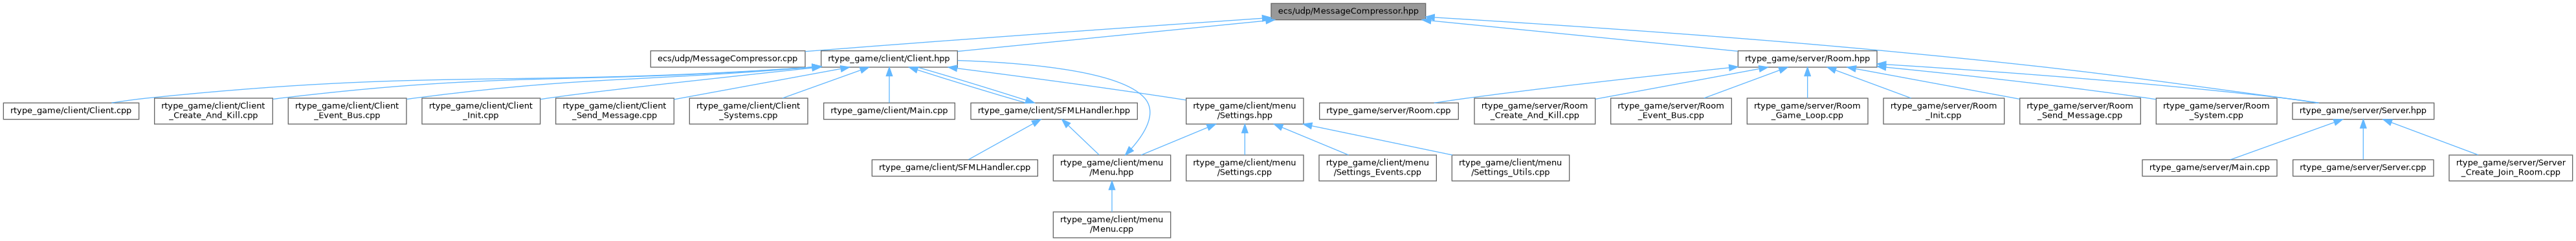 ecs/udp/MessageCompressor.hpp
ecs/udp/MessageCompressor.cpp
rtype_game/client/Client.hpp
rtype_game/server/Room.hpp
rtype_game/client/Client.cpp
rtype_game/client/Client
_Create_And_Kill.cpp
rtype_game/client/Client
_Event_Bus.cpp
rtype_game/client/Client
_Init.cpp
rtype_game/client/Client
_Send_Message.cpp
rtype_game/client/Client
_Systems.cpp
rtype_game/client/Main.cpp
rtype_game/client/SFMLHandler.hpp
rtype_game/client/menu
/Settings.hpp
rtype_game/server/Room.cpp
rtype_game/server/Room
_Create_And_Kill.cpp
rtype_game/server/Room
_Event_Bus.cpp
rtype_game/server/Room
_Game_Loop.cpp
rtype_game/server/Room
_Init.cpp
rtype_game/server/Room
_Send_Message.cpp
rtype_game/server/Room
_System.cpp
rtype_game/server/Server.hpp
rtype_game/client/SFMLHandler.cpp
rtype_game/client/menu
/Menu.hpp
rtype_game/client/menu
/Settings.cpp
rtype_game/client/menu
/Settings_Events.cpp
rtype_game/client/menu
/Settings_Utils.cpp
rtype_game/server/Main.cpp
rtype_game/server/Server.cpp
rtype_game/server/Server
_Create_Join_Room.cpp
rtype_game/client/menu
/Menu.cpp